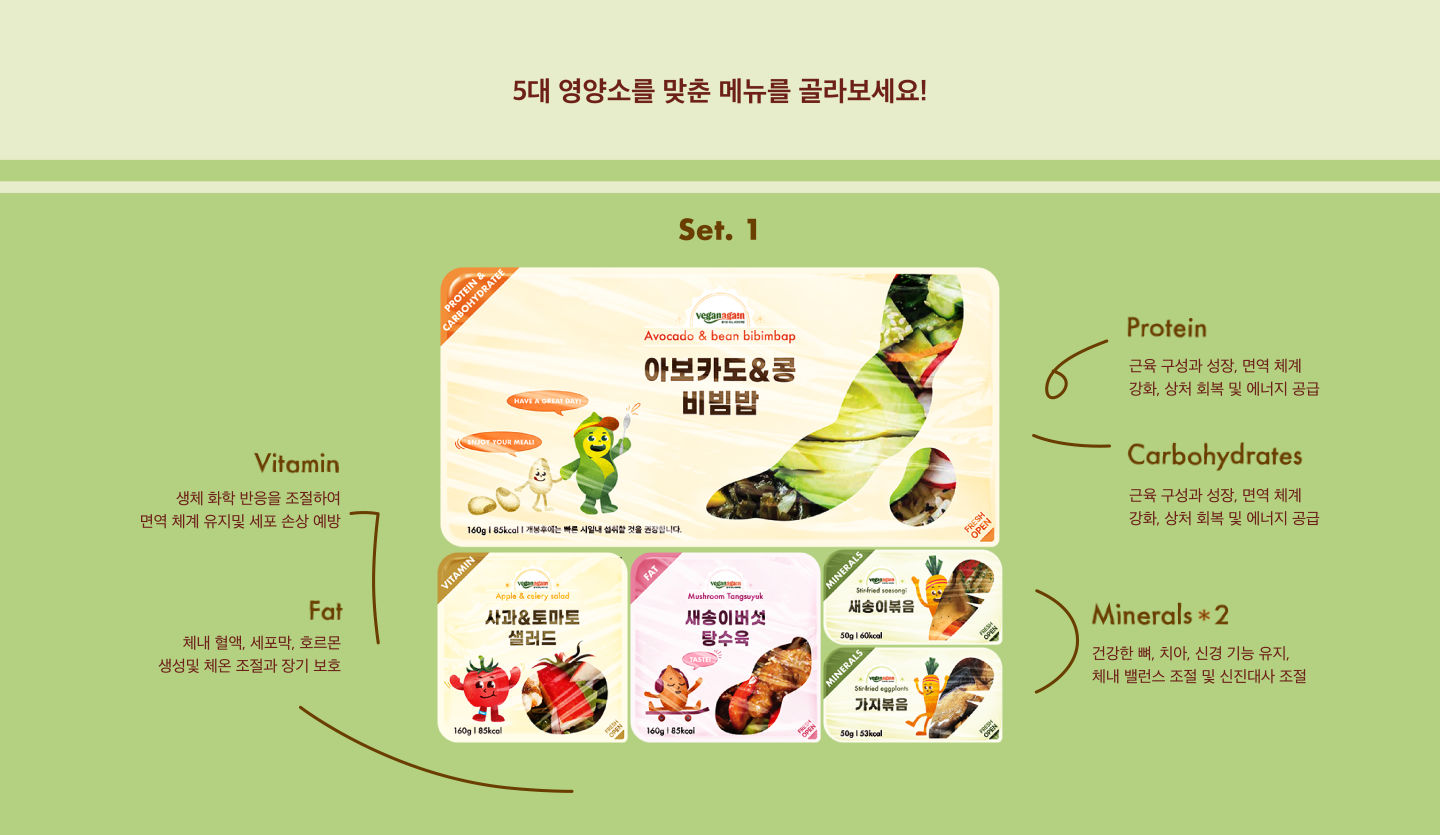 5대 영양소를 맞춘 메뉴를 골라보세요!
Set. 1
PROTEIN &
CARBOHYDRATEE
veganagain
Avocado & bean bibimbap
아보카도&콩
비빔밥
HAVE A GREAT DAY!
ENJOY YOUR MEAL!
160g | 85kcal | 개봉후에는 빠른 시일내 섭취할 것을 권장합니다.
FRESH
OPEN
Protein
근육 구성과 성장, 면역 체계
강화, 상처 회복 및 에너지 공급
Carbohydrates
근육 구성과 성장, 면역 체계
강화, 상처 회복 및 에너지 공급
Vitamin
생체 화학 반응을 조절하여
면역 체계 유지및 세포 손상 예방
Fat
체내 혈액, 세포막, 호르몬
생성및 체온 조절과 장기 보호
VITAMIN
veganagain
Apple & celery salad
사과&토마토
샐러드
160g | 85kcal
FRESH
OPEN
FAT
veganagain
Mushroom Tangsuyuk
새송이버섯
탕수육
TASTE!
160g | 85kcal
FRESH
OPEN
MINERALS
veganagain
Stir-fried saesongi
새송이볶음
50g | 60kcal
FRESH
OPEN
MINERALS
veganagain
Stir-fried eggplants
가지볶음
50g | 53kcal
FRESH
OPEN
Minerals *2
건강한 뼈, 치아, 신경 기능 유지,
체내 밸런스 조절 및 신진대사 조절